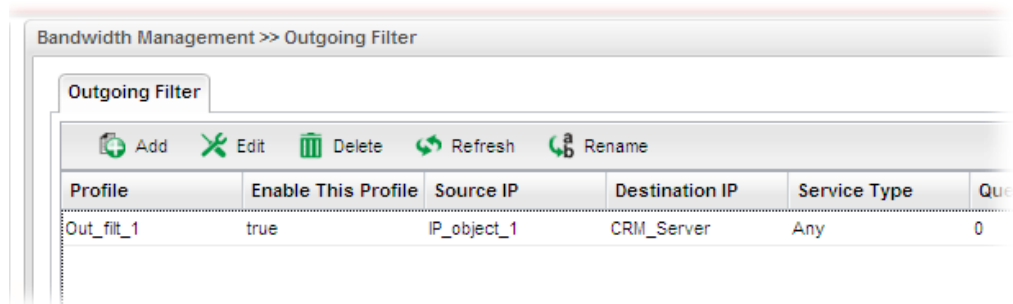 Bandwidth Management >> Outgoing Filter
Outgoing Filter
Add Edit Delete Refresh Rename
Profile Enable This Profile Source IP Destination IP Service Type Que
Out_filt_1 true IP_object_1 CRM_Server Any 0